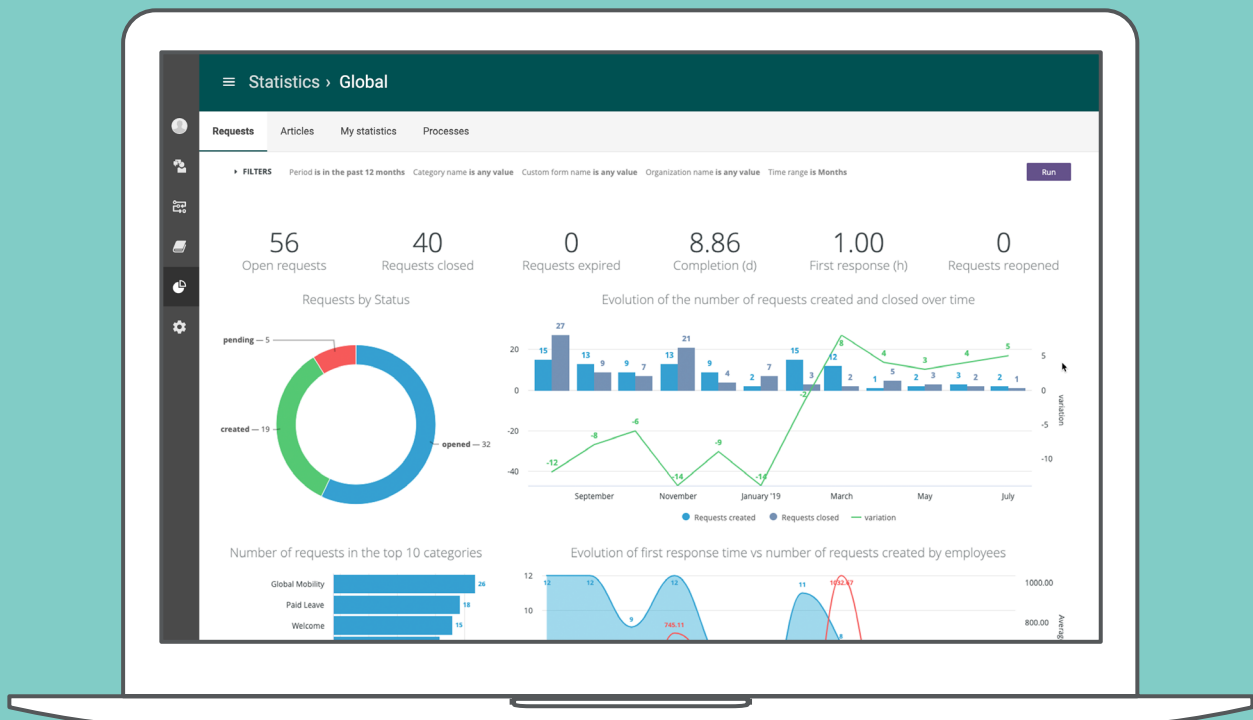 Statistics › Global
Requests Articles My statistics Processes
FILTERS Period is in the past 12 months Category name is any value Custom form name is any value Organization name is any value Time range is Months Run
56 40 0 8.86 1.00 0
Open requests Requests closed Requests expired Completion (d) First response (h) Requests reopened
Requests by Status
pending — 5
created — 19
opened — 32
Evolution of the number of requests created and closed over time
20
0
-20
-40
15 27 13 9 9 7 13 21 9 4 2 7 15 3 12 2 1 5 2 3 3 2 2 1
-12 -8 -6 -14 -9 -14 -2 8 4 3 4 5
5
0
-5
-10
variation
September November January '19 March May July
Requests created Requests closed variation
Number of requests in the top 10 categories
Global Mobility 26
Paid Leave 18
Welcome 15
Evolution of first response time vs number of requests created by employees
12
10
12 12 9 12 11 8
745.11 1032.67
1000.00
800.00